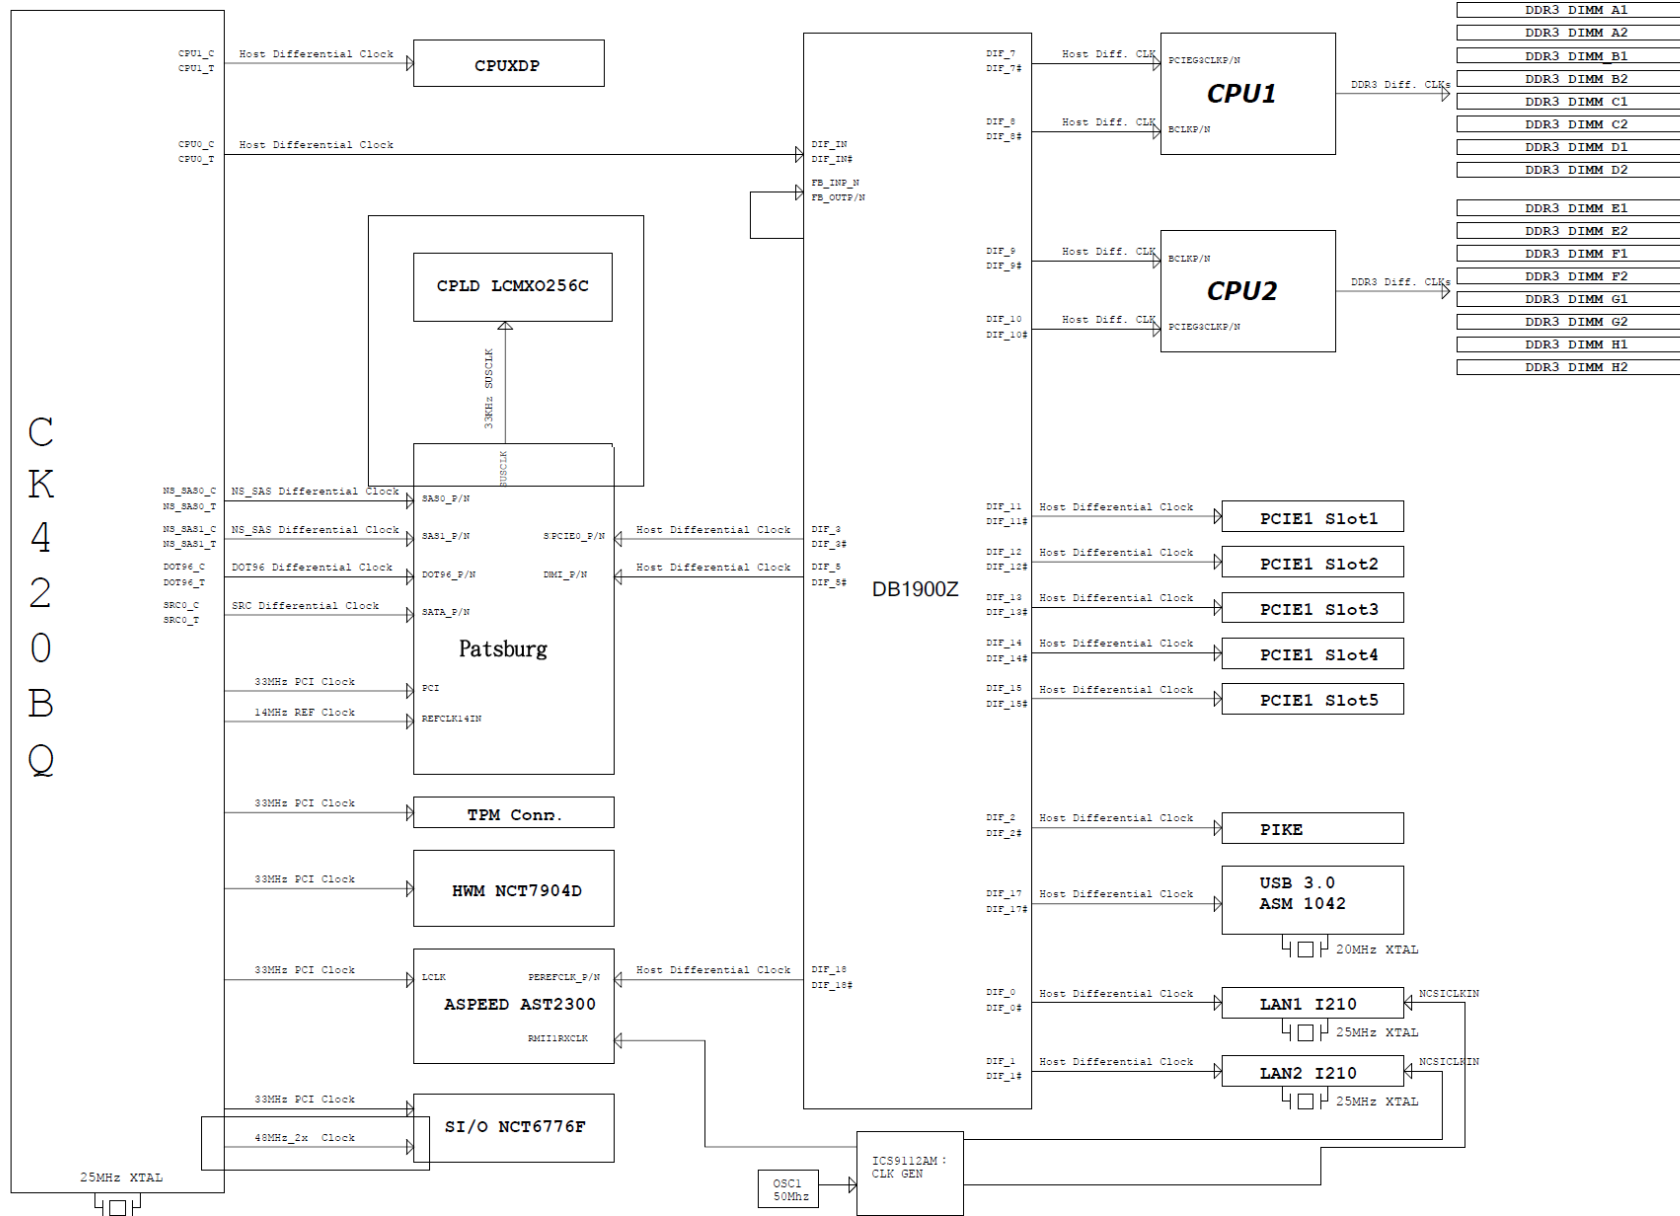 CK420BQ
25MHz XTAL
CPU1_C
CPU1_T
Host Differential Clock
CPUXDP
CPU0_C
CPU0_T
Host Differential Clock
CPLD LCMXO256C
33KHz SUSCLK
SUSCLK
NS_SAS0_C
NS_SAS0_T
NS_SAS Differential Clock
SAS0_P/N
NS_SAS1_C
NS_SAS1_T
NS_SAS Differential Clock
SAS1_P/N
DOT96_C
DOT96_T
DOT96 Differential Clock
DOT96_P/N
SRC0_C
SRC0_T
SRC Differential Clock
SATA_P/N
Patsburg
SPCIE0_P/N
Host Differential Clock
DIF_3
DIF_3#
DMI_P/N
Host Differential Clock
DIF_5
DIF_5#
33MHz PCI Clock
PCI
14MHz REF Clock
REFCLK14IN
33MHz PCI Clock
TPM Conn.
33MHz PCI Clock
HWM NCT7904D
33MHz PCI Clock
LCLK
PEREFCLK_P/N
Host Differential Clock
DIF_18
DIF_18#
ASPEED AST2300
RMII1RXCLK
33MHz PCI Clock
SI/O NCT6776F
48MHz_2x Clock
DIF_IN
DIF_IN#
FB_INP_N
FB_OUTP/N
DB1900Z
DIF_7
DIF_7#
Host Diff. CLK
PCIEG3CLKP/N
CPU1
DIF_8
DIF_8#
Host Diff. CLK
BCLKP/N
DDR3 Diff. CLKs
DIF_9
DIF_9#
Host Diff. CLK
BCLKP/N
CPU2
DIF_10
DIF_10#
Host Diff. CLK
PCIEG3CLKP/N
DDR3 Diff. CLKs
DDR3 DIMM A1
DDR3 DIMM A2
DDR3 DIMM_B1
DDR3 DIMM B2
DDR3 DIMM C1
DDR3 DIMM C2
DDR3 DIMM D1
DDR3 DIMM D2
DDR3 DIMM E1
DDR3 DIMM E2
DDR3 DIMM F1
DDR3 DIMM F2
DDR3 DIMM G1
DDR3 DIMM G2
DDR3 DIMM H1
DDR3 DIMM H2
DIF_11
DIF_11#
Host Differential Clock
PCIE1 Slot1
DIF_12
DIF_12#
Host Differential Clock
PCIE1 Slot2
DIF_13
DIF_13#
Host Differential Clock
PCIE1 Slot3
DIF_14
DIF_14#
Host Differential Clock
PCIE1 Slot4
DIF_15
DIF_15#
Host Differential Clock
PCIE1 Slot5
DIF_2
DIF_2#
Host Differential Clock
PIKE
DIF_17
DIF_17#
Host Differential Clock
USB 3.0
ASM 1042
20MHz XTAL
DIF_0
DIF_0#
Host Differential Clock
LAN1 I210
NCSICLKIN
25MHz XTAL
DIF_1
DIF_1#
Host Differential Clock
LAN2 I210
NCSICLKIN
25MHz XTAL
OSC1
50Mhz
ICS9112AM :
CLK GEN